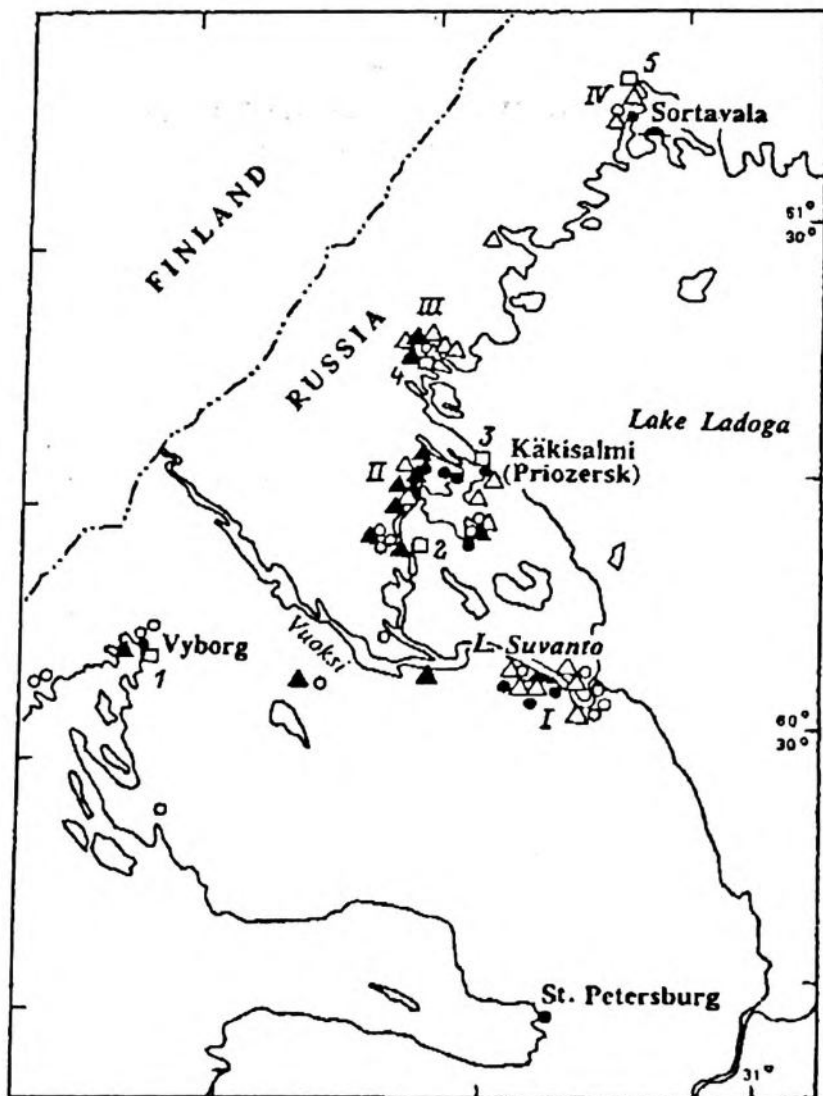 5
IV
Sortavala
FINLAND
61°
30°
III
RUSSIA
4
Lake Ladoga
3
Käkisalmi
(Priozersk)
II
2
Vuoksi
L. Suvanto
Vyborg
1
I
60°
30°
St. Petersburg
31°